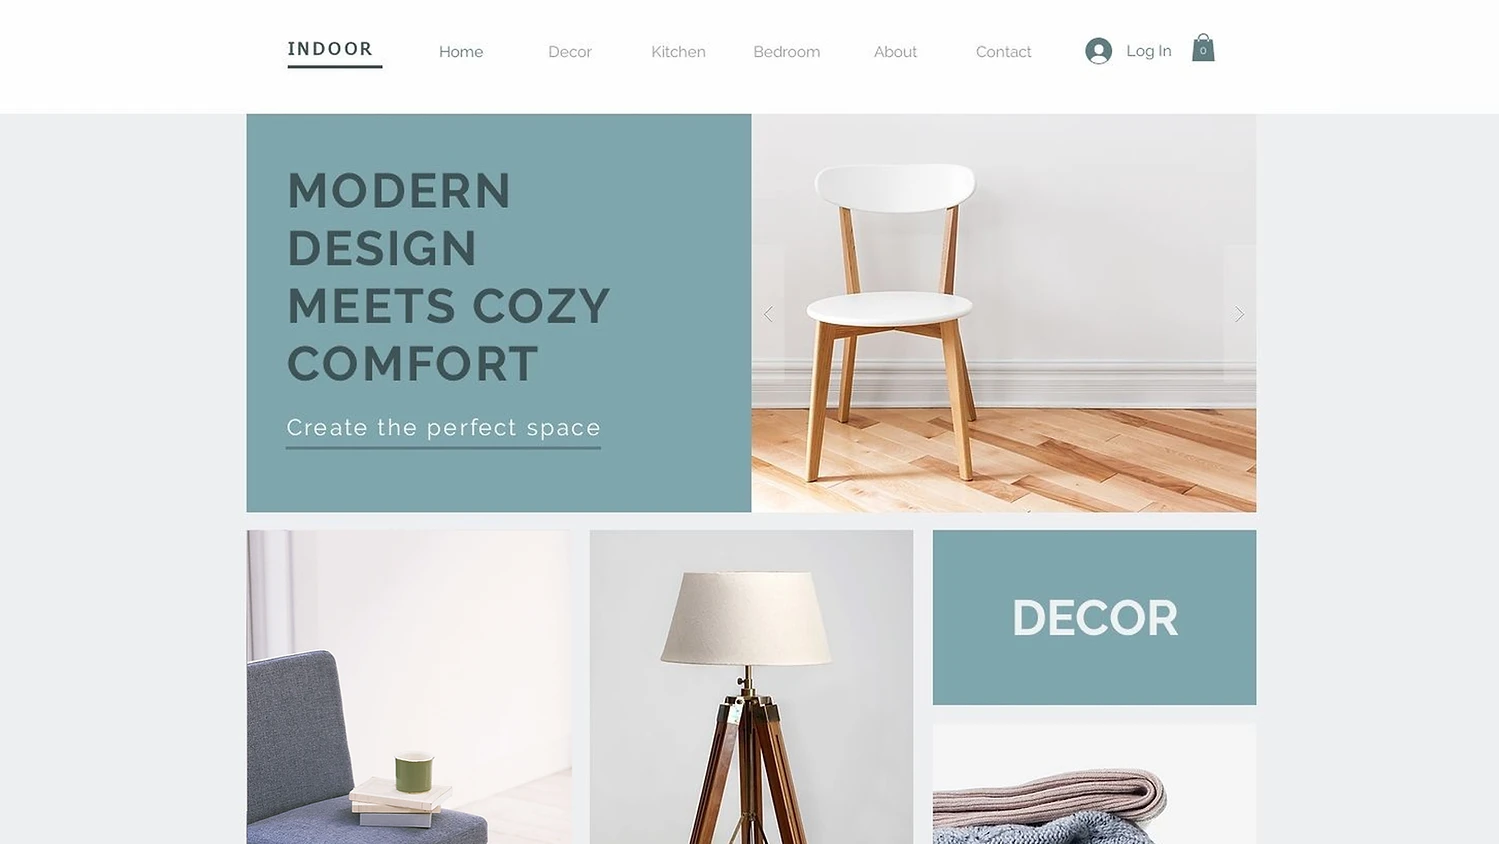 INDOOR
Home
Decor
Kitchen
Bedroom
About
Contact
Log In
0
MODERN
DESIGN
MEETS COZY
COMFORT
Create the perfect space
DECOR